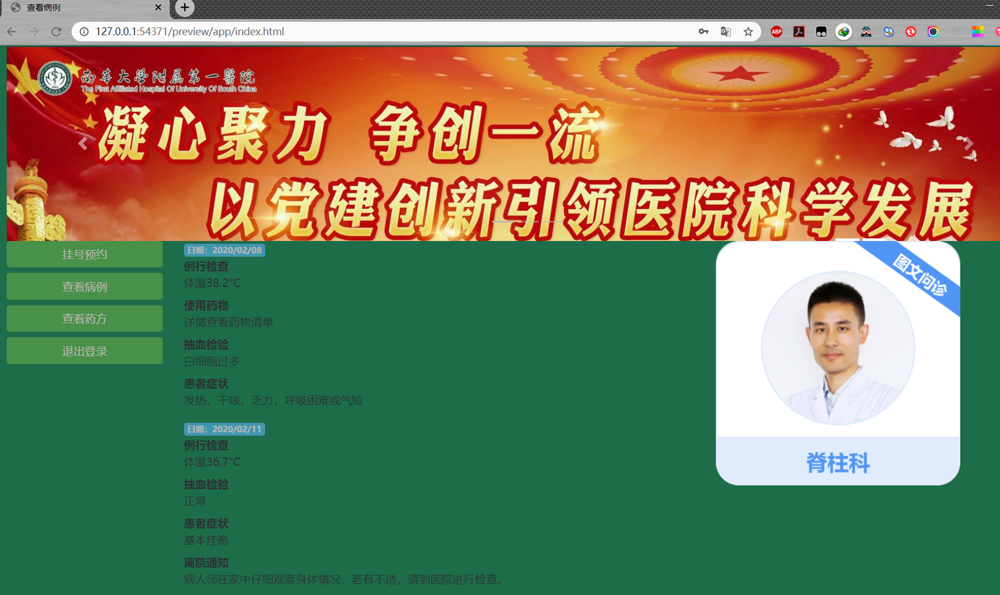 查看病例
127.0.0.1:54371/preview/app/index.html
ABP
南華大學附属第一醫院
The First Affiliated Hospital Of University Of South China
凝心聚力 争创一流
以党建创新引领医院科学发展
挂号预约
查看病例
查看药方
退出登录
日期：2020/02/08
例行检查
体温38.2°C
使用药物
详情查看药物清单
抽血检验
白细胞过多
患者症状
发热，干咳，乏力，呼吸困难或气短
日期：2020/02/11
例行检查
体温36.7°C
抽血检验
正常
患者症状
基本痊愈
离院通知
病人须在家中仔细观察身体情况，若有不适，请到医院进行检查。
图文问诊
脊柱科